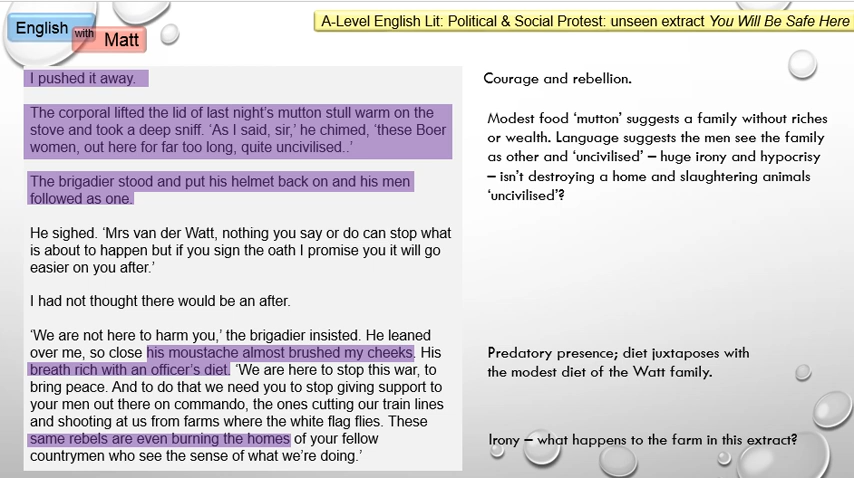 English with Matt
A-Level English Lit: Political & Social Protest: unseen extract You Will Be Safe Here
I pushed it away.
The corporal lifted the lid of last night's mutton stull warm on the
stove and took a deep sniff. 'As I said, sir,' he chimed, 'these Boer
women, out here for far too long, quite uncivilised..'
The brigadier stood and put his helmet back on and his men
followed as one.
He sighed. 'Mrs van der Watt, nothing you say or do can stop what
is about to happen but if you sign the oath I promise you it will go
easier on you after.'
I had not thought there would be an after.
'We are not here to harm you,' the brigadier insisted. He leaned
over me, so close his moustache almost brushed my cheeks. His
breath rich with an officer's diet. 'We are here to stop this war, to
bring peace. And to do that we need you to stop giving support to
your men out there on commando, the ones cutting our train lines
and shooting at us from farms where the white flag flies. These
same rebels are even burning the homes of your fellow
countrymen who see the sense of what we're doing.'
Courage and rebellion.
Modest food 'mutton' suggests a family without riches
or wealth. Language suggests the men see the family
as other and 'uncivilised' – huge irony and hypocrisy
– isn't destroying a home and slaughtering animals
'uncivilised'?
Predatory presence; diet juxtaposes with
the modest diet of the Watt family.
Irony – what happens to the farm in this extract?